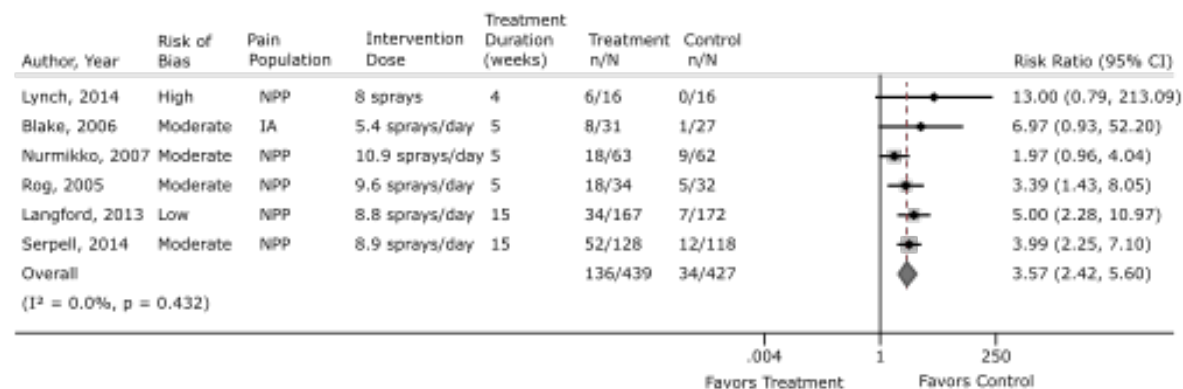 Author, Year Risk of Bias Pain Population Intervention Dose Treatment Duration (weeks) Treatment n/N Control n/N Risk Ratio (95% CI)
Lynch, 2014 High NPP 8 sprays 4 6/16 0/16 13.00 (0.79, 213.09)
Blake, 2006 Moderate IA 5.4 sprays/day 5 8/31 1/27 6.97 (0.93, 52.20)
Nurmikko, 2007 Moderate NPP 10.9 sprays/day 5 18/63 9/62 1.97 (0.96, 4.04)
Rog, 2005 Moderate NPP 9.6 sprays/day 5 18/34 5/32 3.39 (1.43, 8.05)
Langford, 2013 Low NPP 8.8 sprays/day 15 34/167 7/172 5.00 (2.28, 10.97)
Serpell, 2014 Moderate NPP 8.9 sprays/day 15 52/128 12/118 3.99 (2.25, 7.10)
Overall 136/439 34/427 3.57 (2.42, 5.60)
(I² = 0.0%, p = 0.432)
.004 1 250
Favors Treatment Favors Control